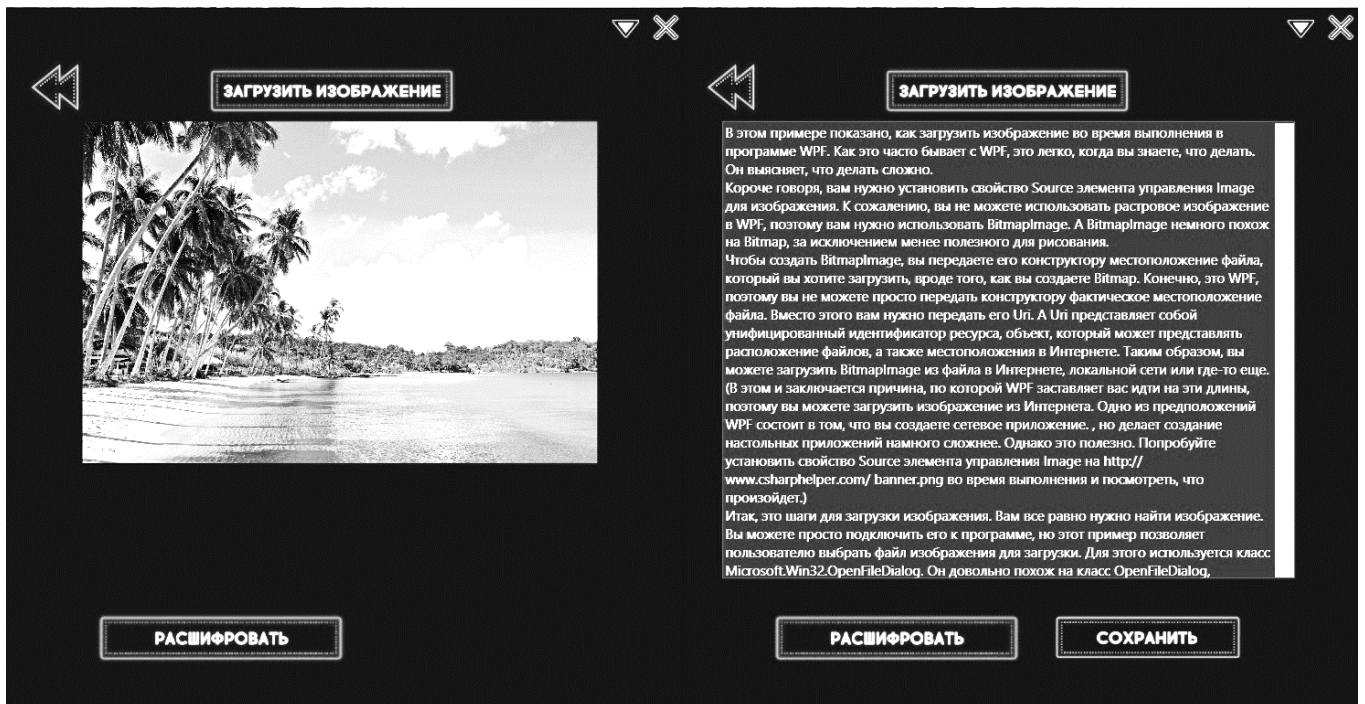 ЗАГРУЗИТЬ ИЗОБРАЖЕНИЕ
РАСШИФРОВАТЬ
ЗАГРУЗИТЬ ИЗОБРАЖЕНИЕ
В этом примере показано, как загрузить изображение во время выполнения в
программе WPF. Как это часто бывает с WPF, это легко, когда вы знаете, что делать.
Он выясняет, что делать сложно.
Короче говоря, вам нужно установить свойство Source элемента управления Image
для изображения. К сожалению, вы не можете использовать растровое изображение
в WPF, поэтому вам нужно использовать BitmapImage. A BitmapImage немного похож
на Bitmap, за исключением менее полезного для рисования.
Чтобы создать BitmapImage, вы передаете его конструктору местоположение файла,
который вы хотите загрузить, вроде того, как вы создаете Bitmap. Конечно, это WPF,
поэтому вы не можете просто передать конструктору фактическое местоположение
файла. Вместо этого вам нужно передать его Uri. A Uri представляет собой
унифицированный идентификатор ресурса, объект, который может представлять
расположение файлов, а также местоположения в Интернете. Таким образом, вы
можете загрузить BitmapImage из файла в Интернете, локальной сети или где-то еще.
(В этом и заключается причина, по которой WPF заставляет вас идти на эти длины,
поэтому вы можете загрузить изображение из Интернета. Одно из предположений
WPF состоит в том, что вы создаете сетевое приложение. , но делает создание
настольных приложений намного сложнее. Однако это полезно. Попробуйте
установить свойство Source элемента управления Image на http://
www.csharphelper.com/ banner.png во время выполнения и посмотреть, что
произойдет.)
Итак, это шаги для загрузки изображения. Вам все равно нужно найти изображение.
Вы можете просто подключить его к программе, но этот пример позволяет
пользователю выбрать файл изображения для загрузки. Для этого используется класс
Microsoft.Win32.OpenFileDialog. Он довольно похож на класс OpenFileDialog,
РАСШИФРОВАТЬ
СОХРАНИТЬ